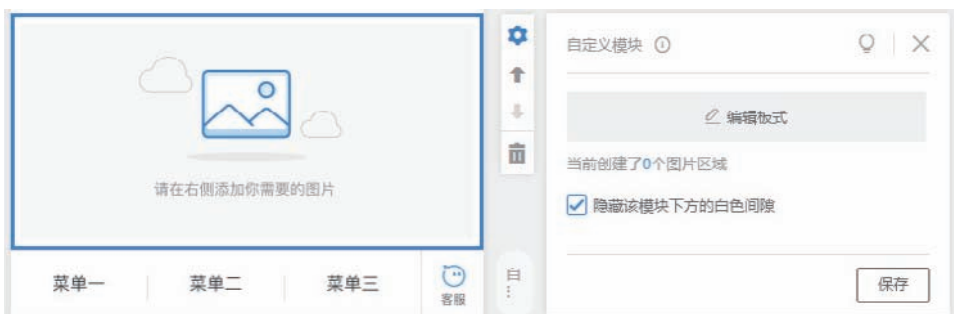 请在右侧添加你需要的图片
菜单一
菜单二
菜单三
客服
自
⋮
自定义模块
编辑板式
当前创建了0个图片区域
隐藏该模块下方的白色间隙
保存